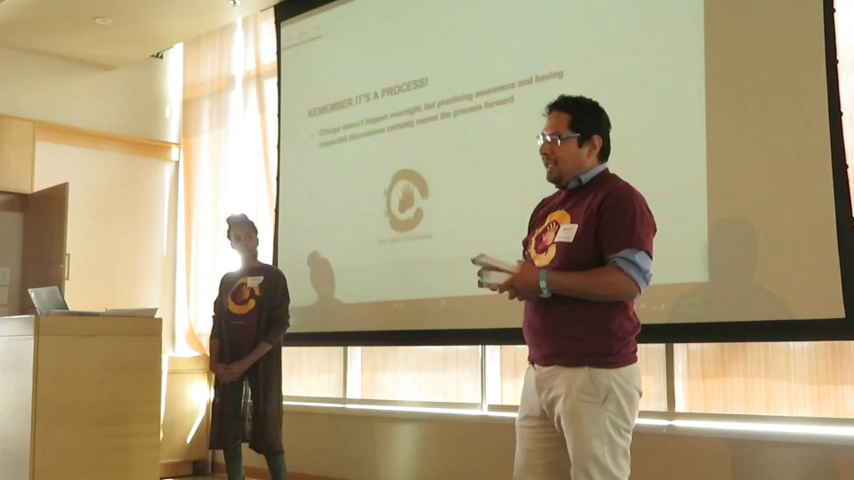 REMEMBER IT'S A PROCESS!
Change doesn't happen overnight, but practicing awareness and having
respectful discussions certainly moves the process forward